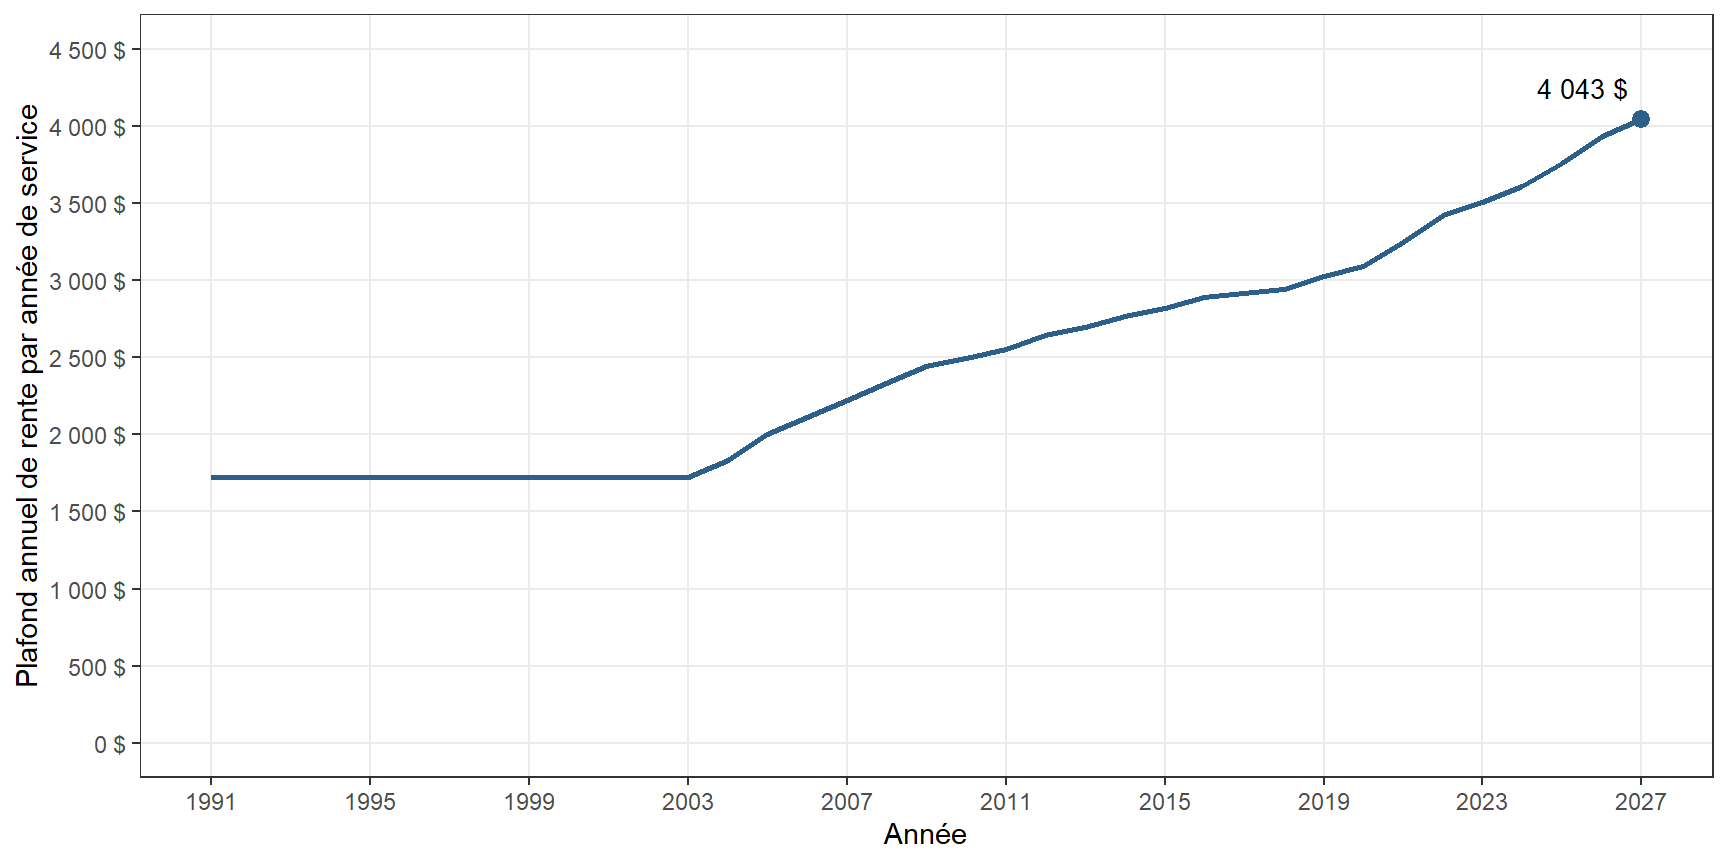 Plafond annuel de rente par année de service
4 500 $
4 000 $
3 500 $
3 000 $
2 500 $
2 000 $
1 500 $
1 000 $
500 $
0 $
4 043 $
1991 1995 1999 2003 2007 2011 2015 2019 2023 2027
Année